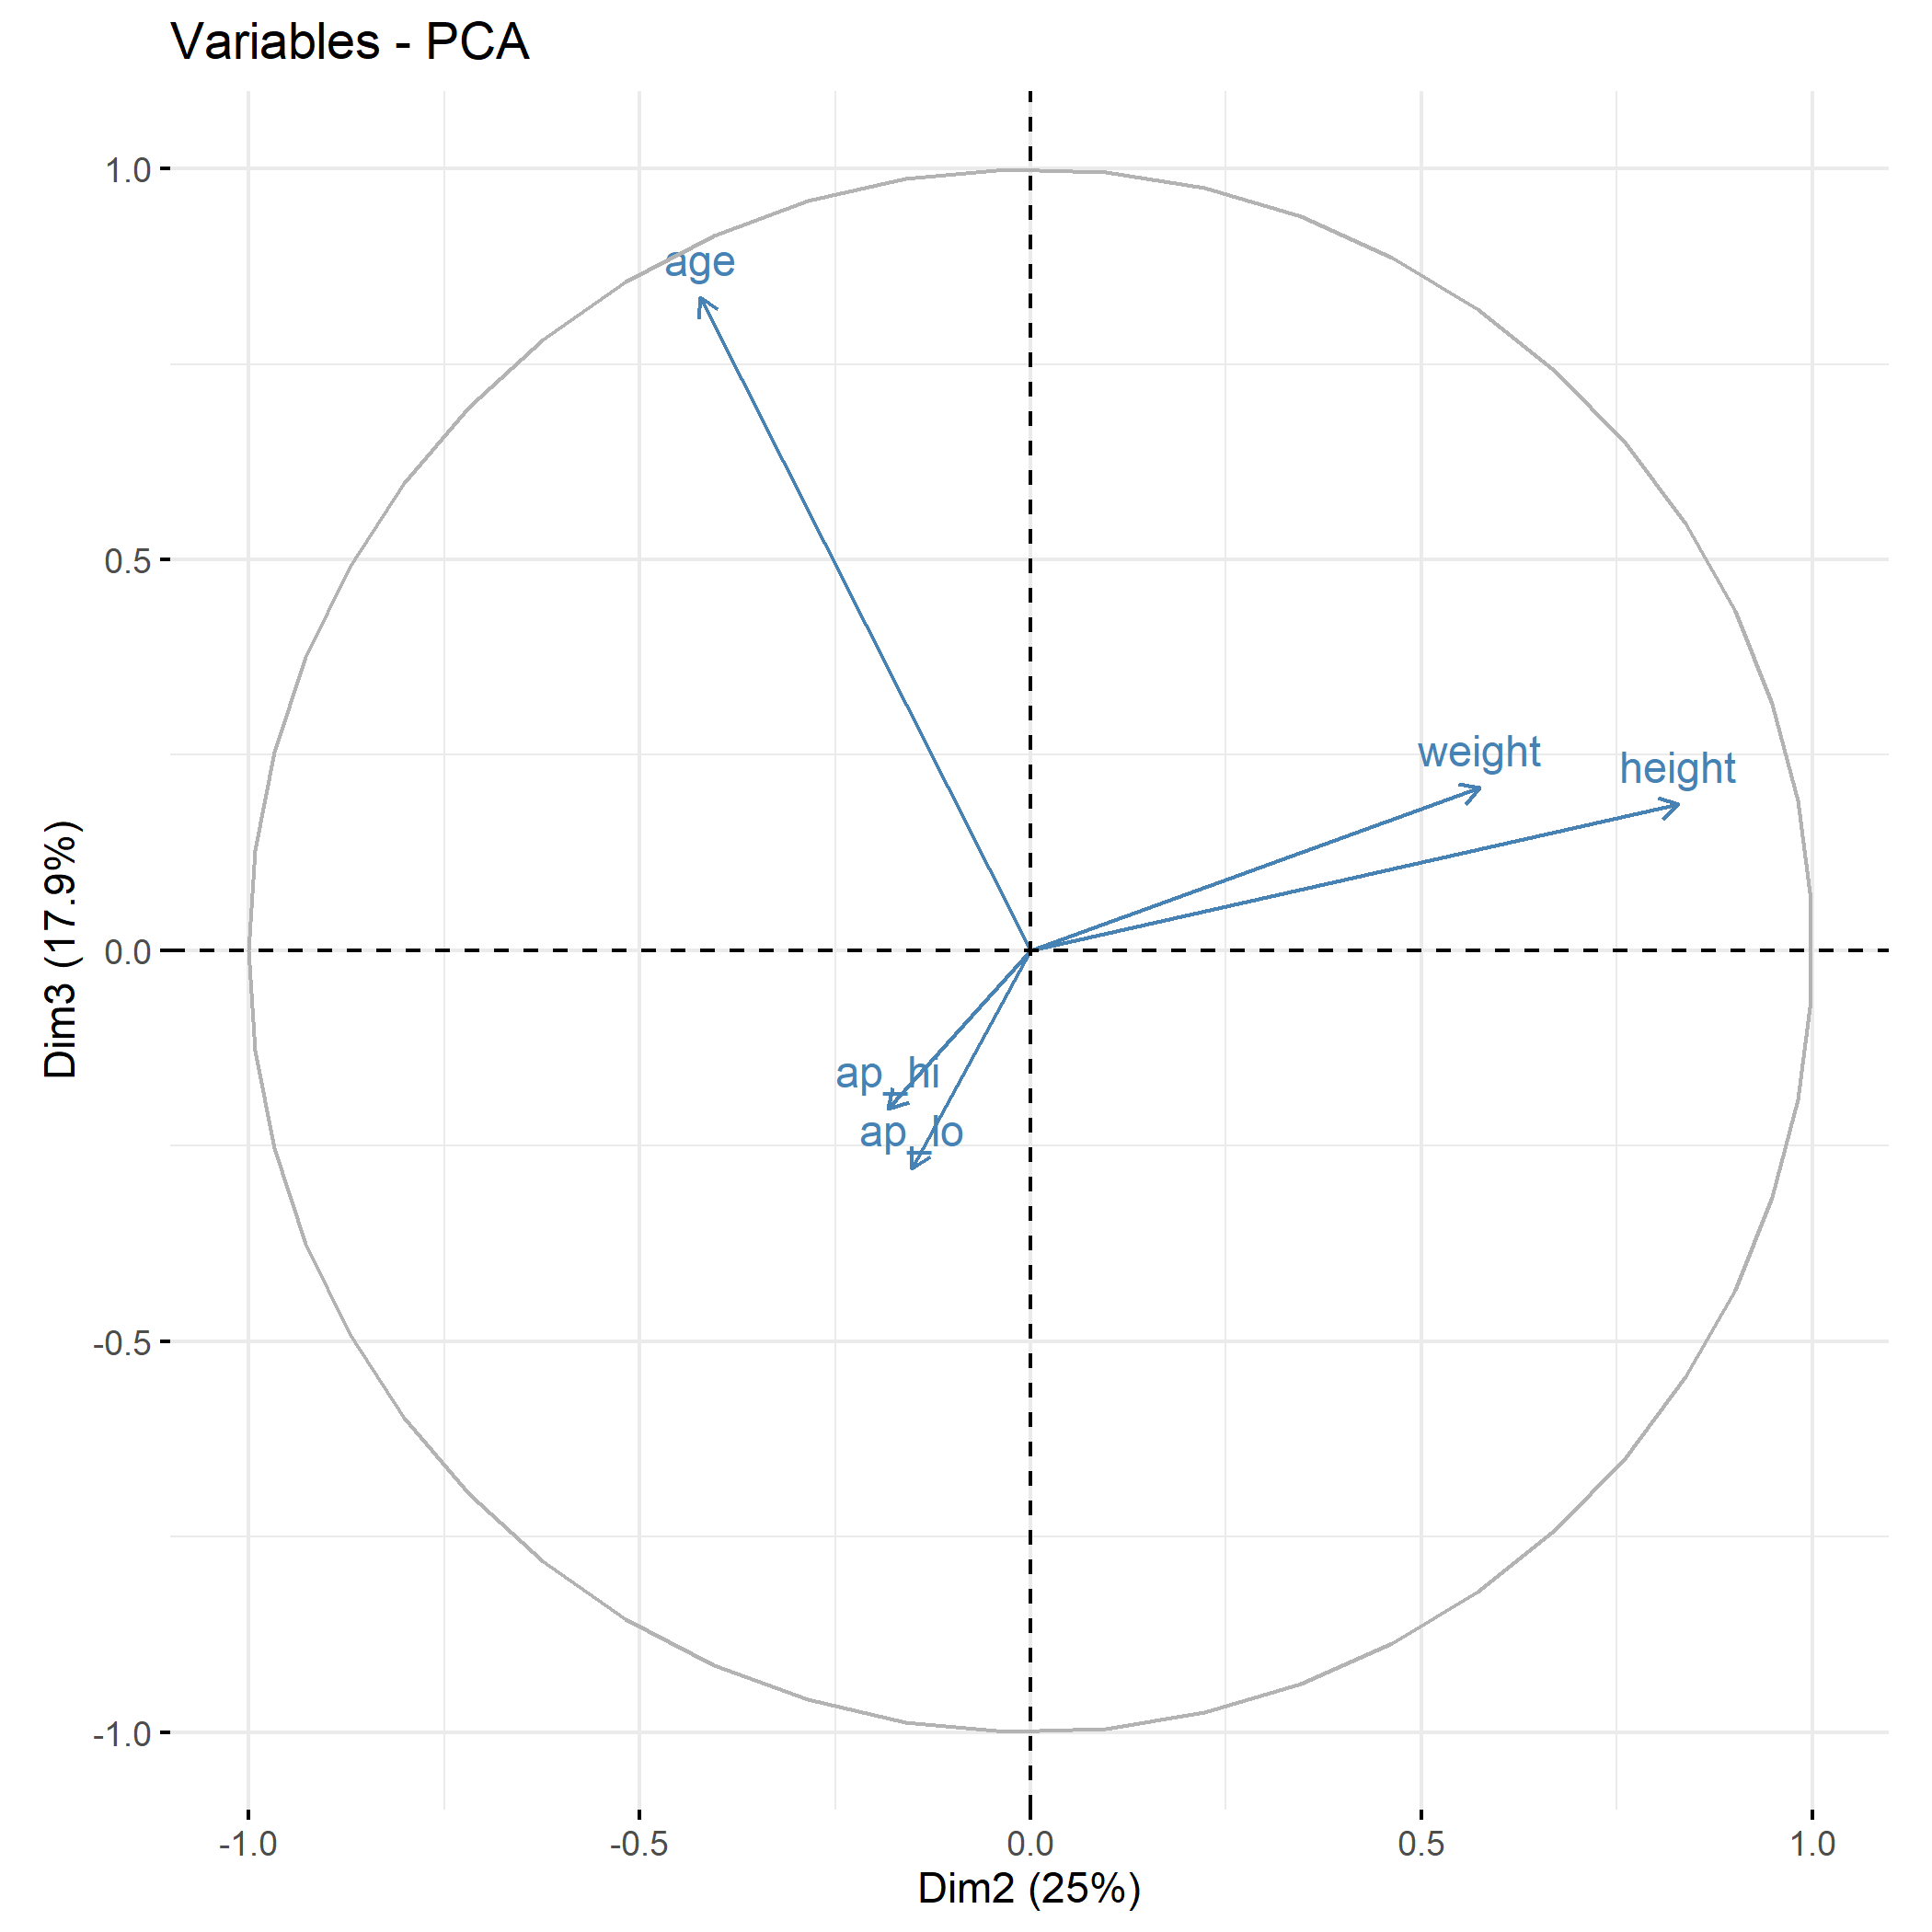 Variables - PCA
1.0
age
0.5
weight
height
Dim3 (17.9%)
0.0
ap_hi
ap_lo
-0.5
-1.0
-1.0 -0.5 0.0 0.5 1.0
Dim2 (25%)